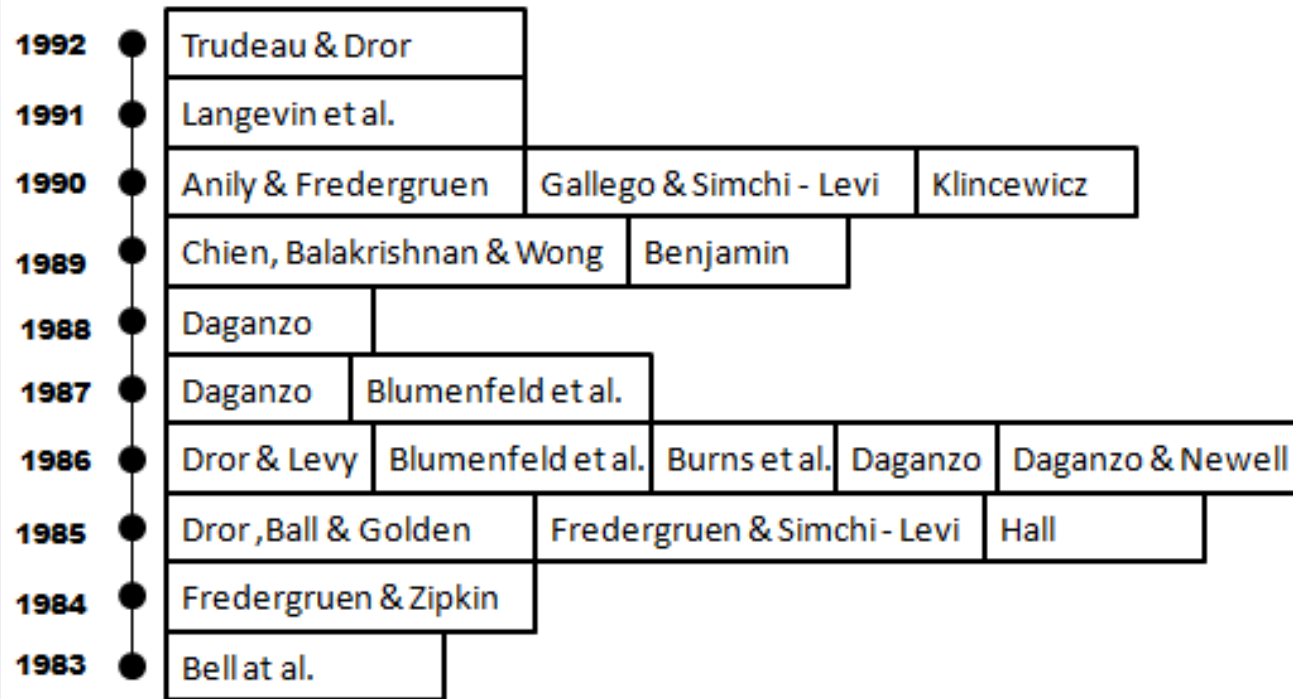 1992 Trudeau & Dror
1991 Langevin et al.
1990 Anily & Fredergruen Gallego & Simchi - Levi Klincewicz
1989 Chien, Balakrishnan & Wong Benjamin
1988 Daganzo
1987 Daganzo Blumenfeld et al.
1986 Dror & Levy Blumenfeld et al. Burns et al. Daganzo Daganzo & Newell
1985 Dror ,Ball & Golden Fredergruen & Simchi - Levi Hall
1984 Fredergruen & Zipkin
1983 Bell at al.